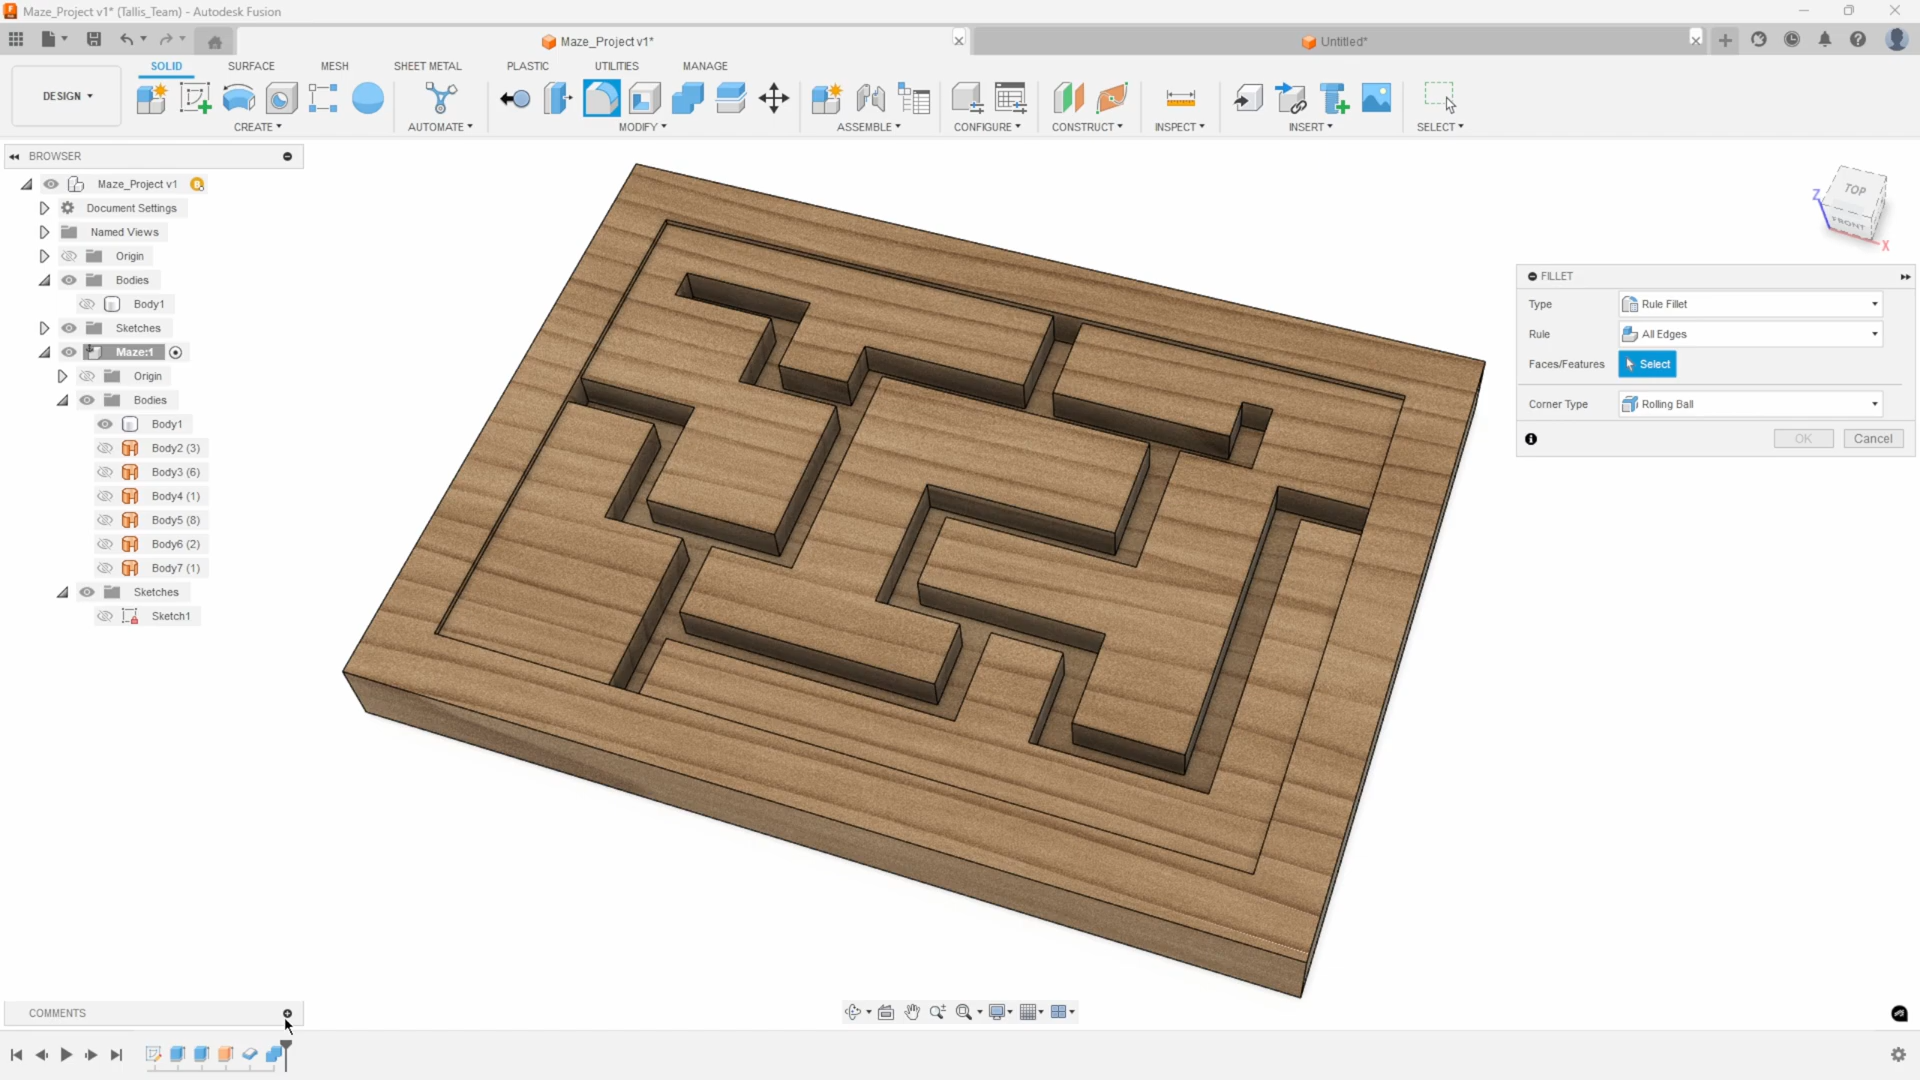 Maze_Project v1* (Tallis_Team) - Autodesk Fusion
Maze_Project v1*
Untitled*
DESIGN
SOLID
SURFACE
MESH
SHEET METAL
PLASTIC
UTILITIES
MANAGE
CREATE
AUTOMATE
MODIFY
ASSEMBLE
CONFIGURE
CONSTRUCT
INSPECT
INSERT
SELECT
BROWSER
Maze_Project v1
Document Settings
Named Views
Origin
Bodies
Body1
Sketches
Maze:1
Origin
Bodies
Body1
Body2 (3)
Body3 (6)
Body4 (1)
Body5 (8)
Body6 (2)
Body7 (1)
Sketches
Sketch1
TOP
FRONT
Z
X
FILLET
Type
Rule Fillet
Rule
All Edges
Faces/Features
Select
Corner Type
Rolling Ball
OK
Cancel
COMMENTS